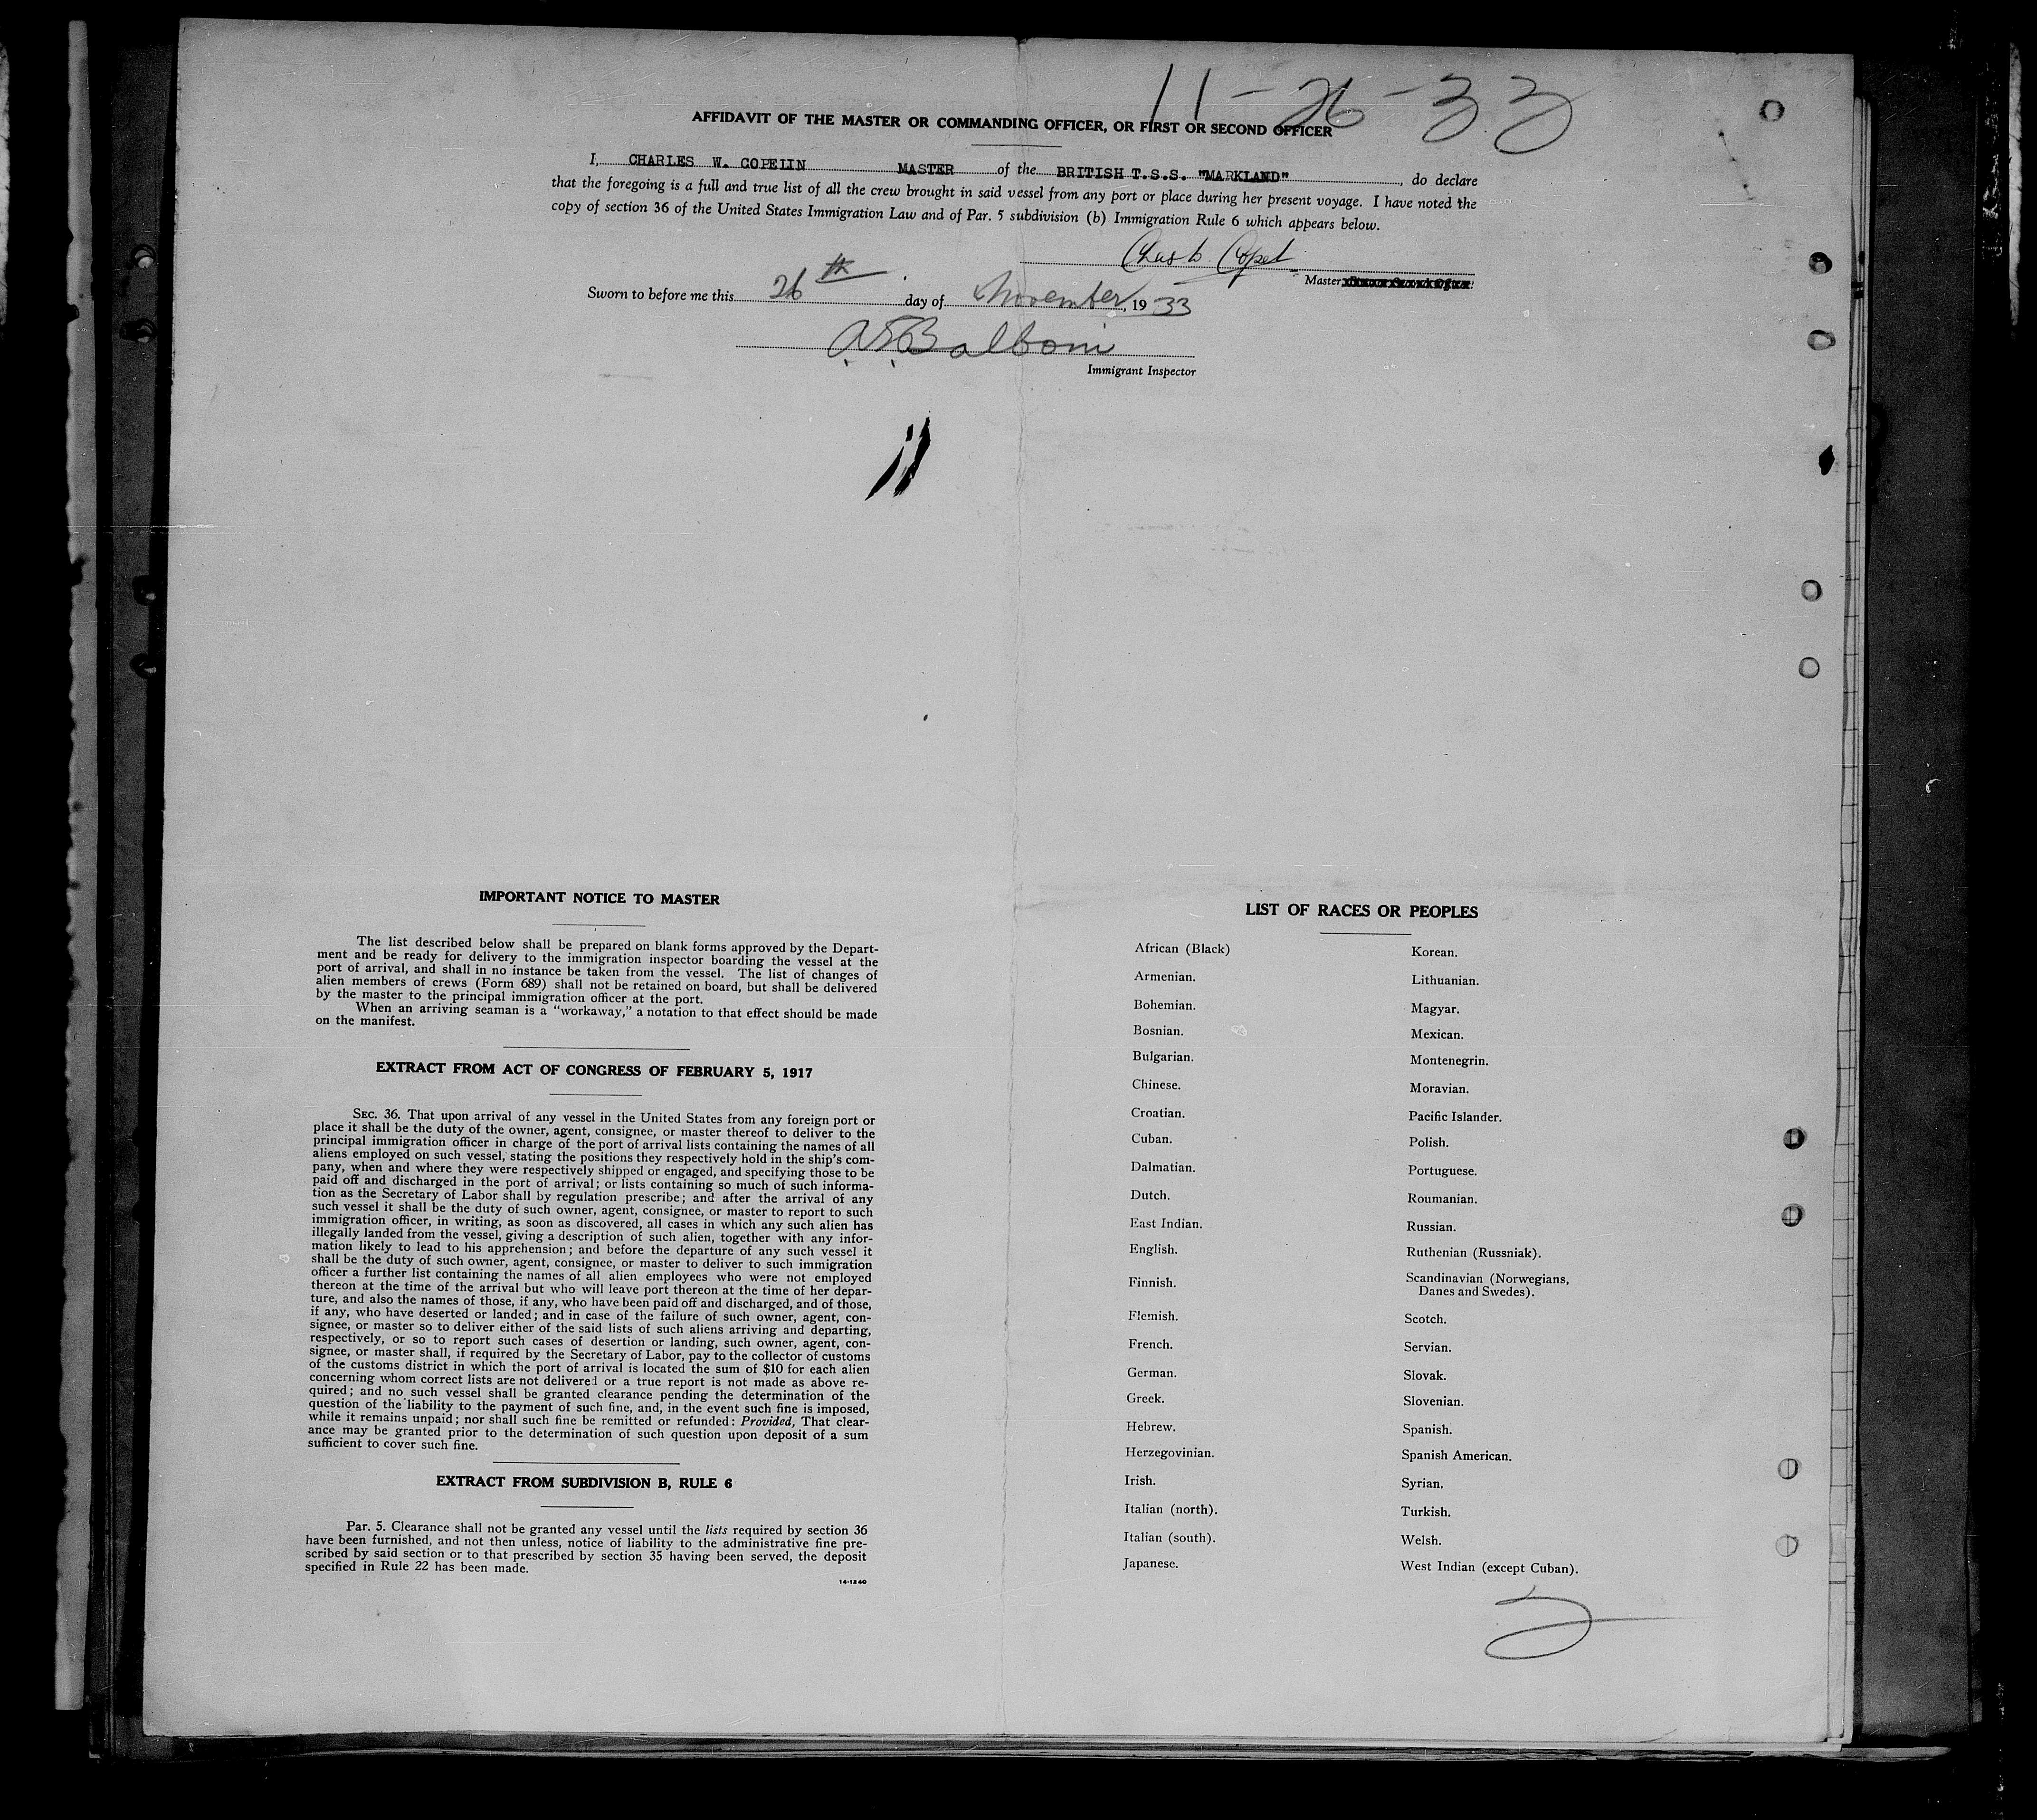 11-26-33
AFFIDAVIT OF THE MASTER OR COMMANDING OFFICER, OR FIRST OR SECOND OFFICER
I, CHARLES W. COPELIN MASTER of the BRITISH T.S.S. "MARKLAND", do declare
that the foregoing is a full and true list of all the crew brought in said vessel from any port or place during her present voyage. I have noted the
copy of section 36 of the United States Immigration Law and of Par. 5 subdivision (b) Immigration Rule 6 which appears below.
Chas W. Copel
Master
Sworn to before me this 26th day of November, 1933
Balboni
Immigrant Inspector
IMPORTANT NOTICE TO MASTER
The list described below shall be prepared on blank forms approved by the Depart-
ment and be ready for delivery to the immigration inspector boarding the vessel at the
port of arrival, and shall in no instance be taken from the vessel. The list of changes of
alien members of crews (Form 689) shall not be retained on board, but shall be delivered
by the master to the principal immigration officer at the port.
When an arriving seaman is a "workaway," a notation to that effect should be made
on the manifest.
EXTRACT FROM ACT OF CONGRESS OF FEBRUARY 5, 1917
SEC. 36. That upon arrival of any vessel in the United States from any foreign port or
place it shall be the duty of the owner, agent, consignee, or master thereof to deliver to the
principal immigration officer in charge of the port of arrival lists containing the names of all
aliens employed on such vessel, stating the positions they respectively hold in the ship's com-
pany, when and where they were respectively shipped or engaged, and specifying those to be
paid off and discharged in the port of arrival; or lists containing so much of such informa-
tion as the Secretary of Labor shall by regulation prescribe; and after the arrival of any
such vessel it shall be the duty of such owner, agent, consignee, or master to report to such
immigration officer, in writing, as soon as discovered, all cases in which any such alien has
illegally landed from the vessel, giving a description of such alien, together with any infor-
mation likely to lead to his apprehension; and before the departure of any such vessel it
shall be the duty of such owner, agent, consignee, or master to deliver to such immigration
officer a further list containing the names of all alien employees who were not employed
thereon at the time of the arrival but who will leave port thereon at the time of her depar-
ture, and also the names of those, if any, who have been paid off and discharged, and of those,
if any, who have deserted or landed; and in case of the failure of such owner, agent, con-
signee, or master so to deliver either of the said lists of such aliens arriving and departing,
respectively, or so to report such cases of desertion or landing, such owner, agent, con-
signee, or master shall, if required by the Secretary of Labor, pay to the collector of customs
of the customs district in which the port of arrival is located the sum of $10 for each alien
concerning whom correct lists are not delivered or a true report is not made as above re-
quired; and no such vessel shall be granted clearance pending the determination of the
question of the liability to the payment of such fine, and, in the event such fine is imposed,
while it remains unpaid; nor shall such fine be remitted or refunded: Provided, That clear-
ance may be granted prior to the determination of such question upon deposit of a sum
sufficient to cover such fine.
EXTRACT FROM SUBDIVISION B, RULE 6
Par. 5. Clearance shall not be granted any vessel until the lists required by section 36
have been furnished, and not then unless, notice of liability to the administrative fine pre-
scribed by said section or to that prescribed by section 35 having been served, the deposit
specified in Rule 22 has been made.
14-1240
LIST OF RACES OR PEOPLES
African (Black)
Armenian.
Bohemian.
Bosnian.
Bulgarian.
Chinese.
Croatian.
Cuban.
Dalmatian.
Dutch.
East Indian.
English.
Finnish.
Flemish.
French.
German.
Greek.
Hebrew.
Herzegovinian.
Irish.
Italian (north).
Italian (south).
Japanese.
Korean.
Lithuanian.
Magyar.
Mexican.
Montenegrin.
Moravian.
Pacific Islander.
Polish.
Portuguese.
Roumanian.
Russian.
Ruthenian (Russniak).
Scandinavian (Norwegians,
Danes and Swedes).
Scotch.
Servian.
Slovak.
Slovenian.
Spanish.
Spanish American.
Syrian.
Turkish.
Welsh.
West Indian (except Cuban).